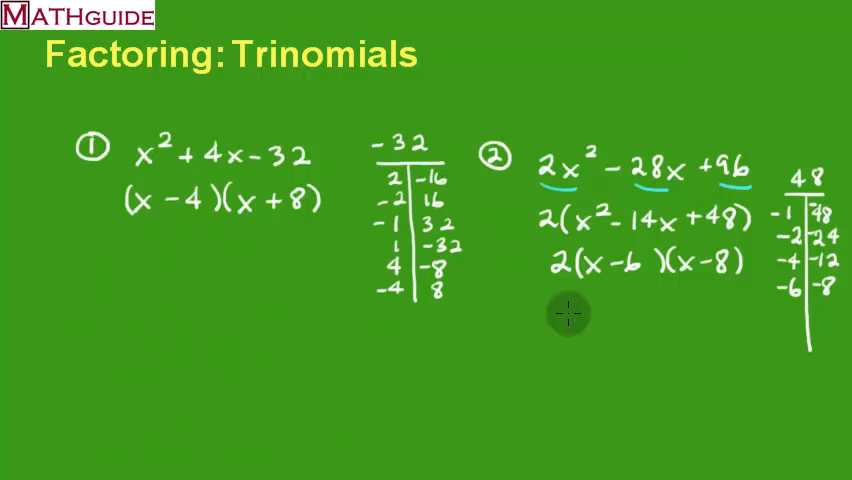 MATHGUIDE
Factoring: Trinomials
① x² + 4x - 32
(x - 4)(x + 8)
-32
2 | -16
-2 | 16
-1 | 32
1 | -32
4 | -8
-4 | 8
② 2x² - 28x + 96
2(x² - 14x + 48)
2(x - 6)(x - 8)
48
-1 | -48
-2 | -24
-4 | -12
-6 | -8